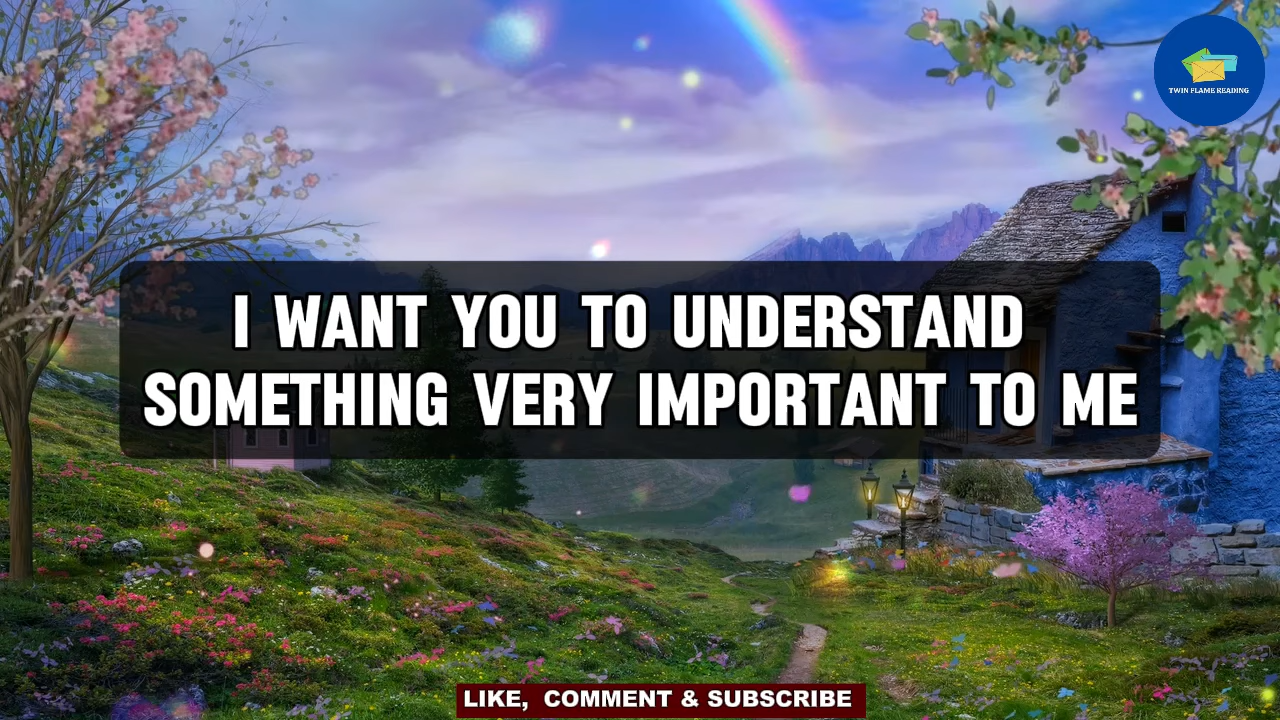 TWIN FLAME READING
I WANT YOU TO UNDERSTAND
SOMETHING VERY IMPORTANT TO ME
LIKE, COMMENT & SUBSCRIBE